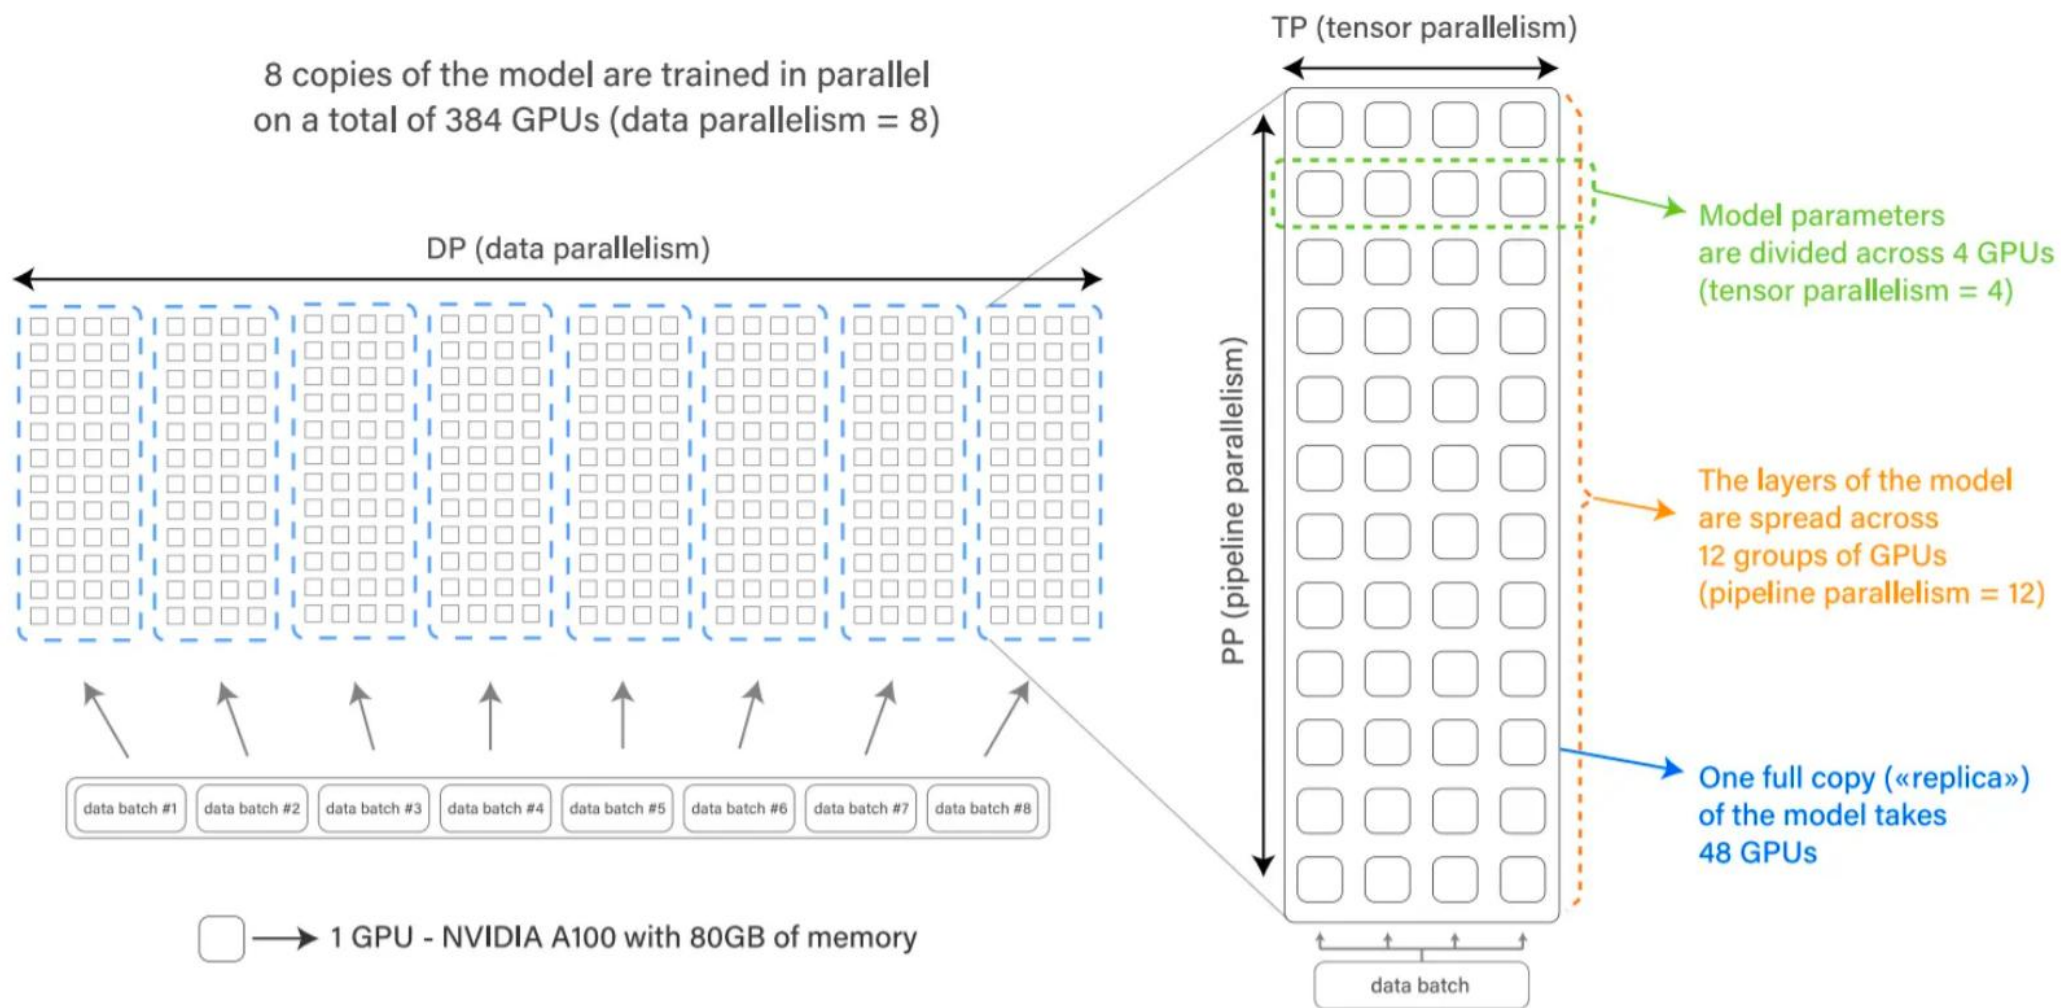 TP (tensor parallelism)
8 copies of the model are trained in parallel
on a total of 384 GPUs (data parallelism = 8)
DP (data parallelism)
PP (pipeline parallelism)
Model parameters
are divided across 4 GPUs
(tensor parallelism = 4)
The layers of the model
are spread across
12 groups of GPUs
(pipeline parallelism = 12)
One full copy («replica»)
of the model takes
48 GPUs
data batch #1
data batch #2
data batch #3
data batch #4
data batch #5
data batch #6
data batch #7
data batch #8
1 GPU - NVIDIA A100 with 80GB of memory
data batch